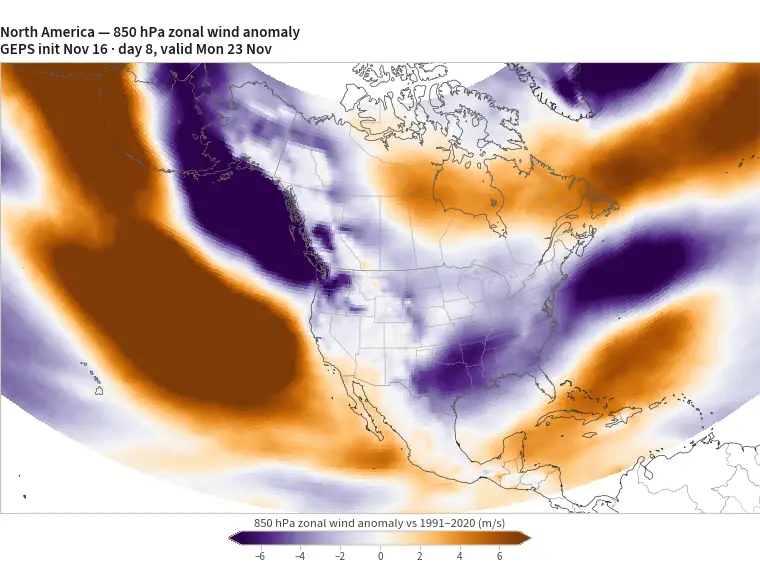 North America — 850 hPa zonal wind anomaly
GEPS init Nov 16 · day 8, valid Mon 23 Nov
850 hPa zonal wind anomaly vs 1991–2020 (m/s)
−6 −4 −2 0 2 4 6